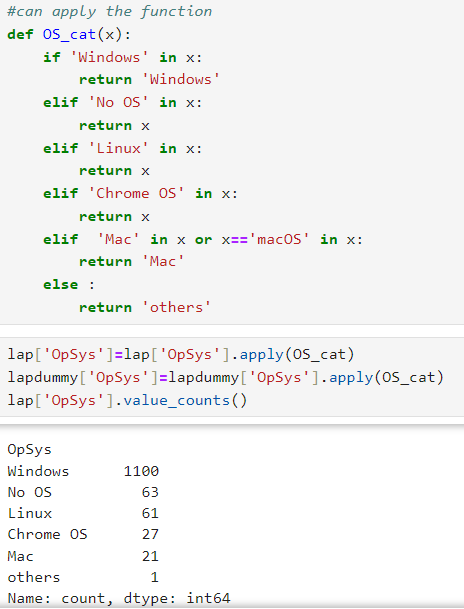 #can apply the function
def OS_cat(x):
    if 'Windows' in x:
        return 'Windows'
    elif 'No OS' in x:
        return x
    elif 'Linux' in x:
        return x
    elif 'Chrome OS' in x:
        return x
    elif  'Mac' in x or x=='macOS' in x:
        return 'Mac'
    else :
        return 'others'
lap['OpSys']=lap['OpSys'].apply(OS_cat)
lapdummy['OpSys']=lapdummy['OpSys'].apply(OS_cat)
lap['OpSys'].value_counts()
OpSys
Windows      1100
No OS          63
Linux          61
Chrome OS      27
Mac            21
others          1
Name: count, dtype: int64